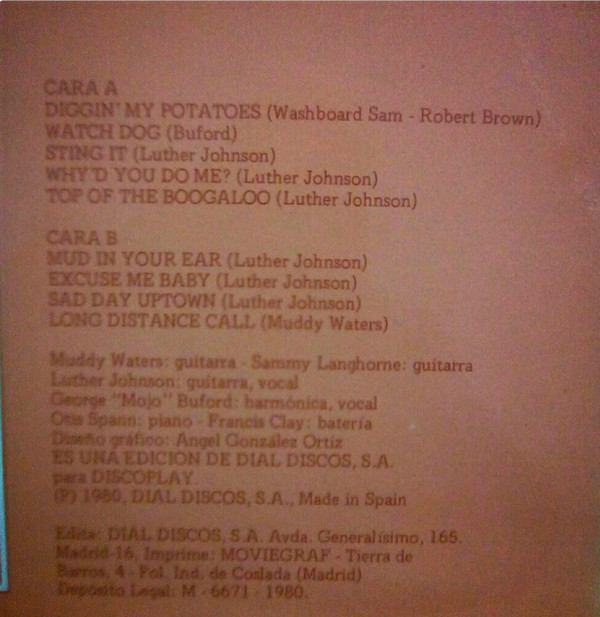 CARA A
DIGGIN' MY POTATOES (Washboard Sam - Robert Brown)
WATCH DOG (Buford)
STING IT (Luther Johnson)
WHY'D YOU DO ME? (Luther Johnson)
TOP OF THE BOOGALOO (Luther Johnson)
CARA B
MUD IN YOUR EAR (Luther Johnson)
EXCUSE ME BABY (Luther Johnson)
SAD DAY UPTOWN (Luther Johnson)
LONG DISTANCE CALL (Muddy Waters)
Muddy Waters: guitarra - Sammy Langhorne: guitarra
Luther Johnson: guitarra, vocal
George "Mojo" Buford: harmónica, vocal
Otis Spann: piano - Francis Clay: batería
Diseño gráfico: Angel González Ortiz
ES UNA EDICION DE DIAL DISCOS, S.A.
para DISCOPLAY.
(P) 1980, DIAL DISCOS, S.A., Made in Spain
Edita: DIAL DISCOS, S.A. Avda. Generalísimo, 165.
Madrid-16, Imprime: MOVIEGRAF - Tierra de
Barros, 4 - Pol. Ind. de Coslada (Madrid)
Depósito Legal: M - 6671 - 1980.